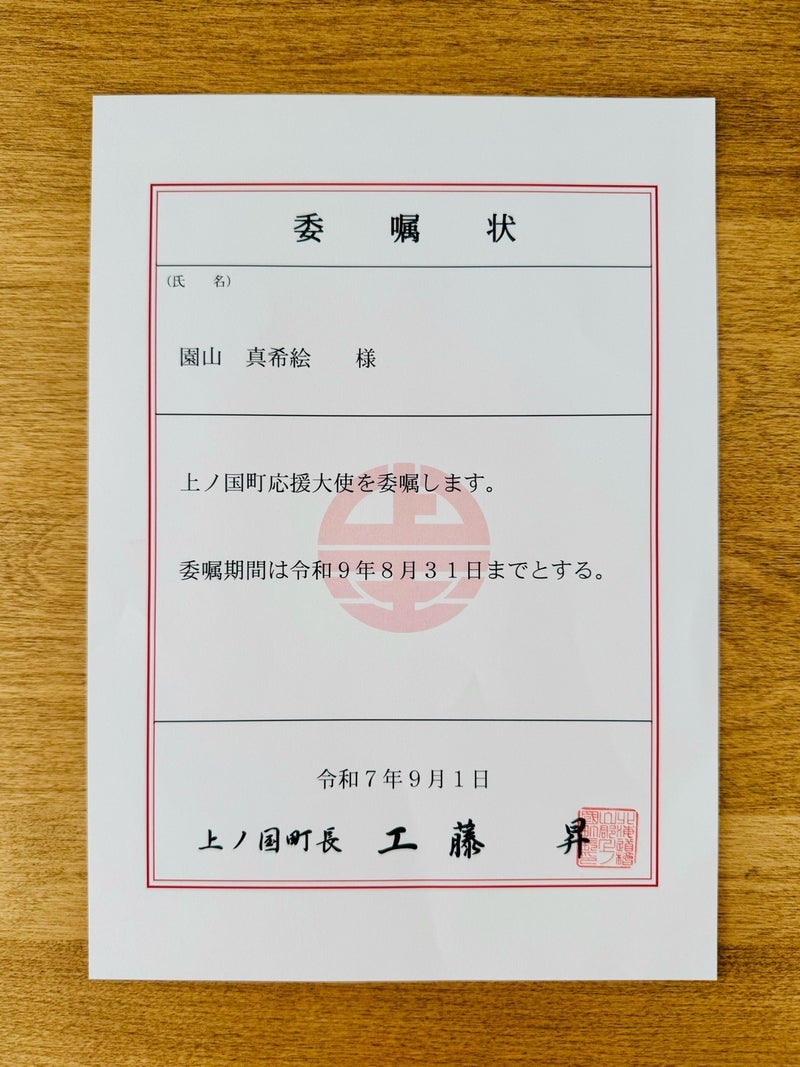 委嘱状
(氏 名)
園山 真希絵 様
上ノ国町応援大使を委嘱します。
委嘱期間は令和9年8月31日までとする。
令和7年9月1日
上ノ国町長 工藤 昇